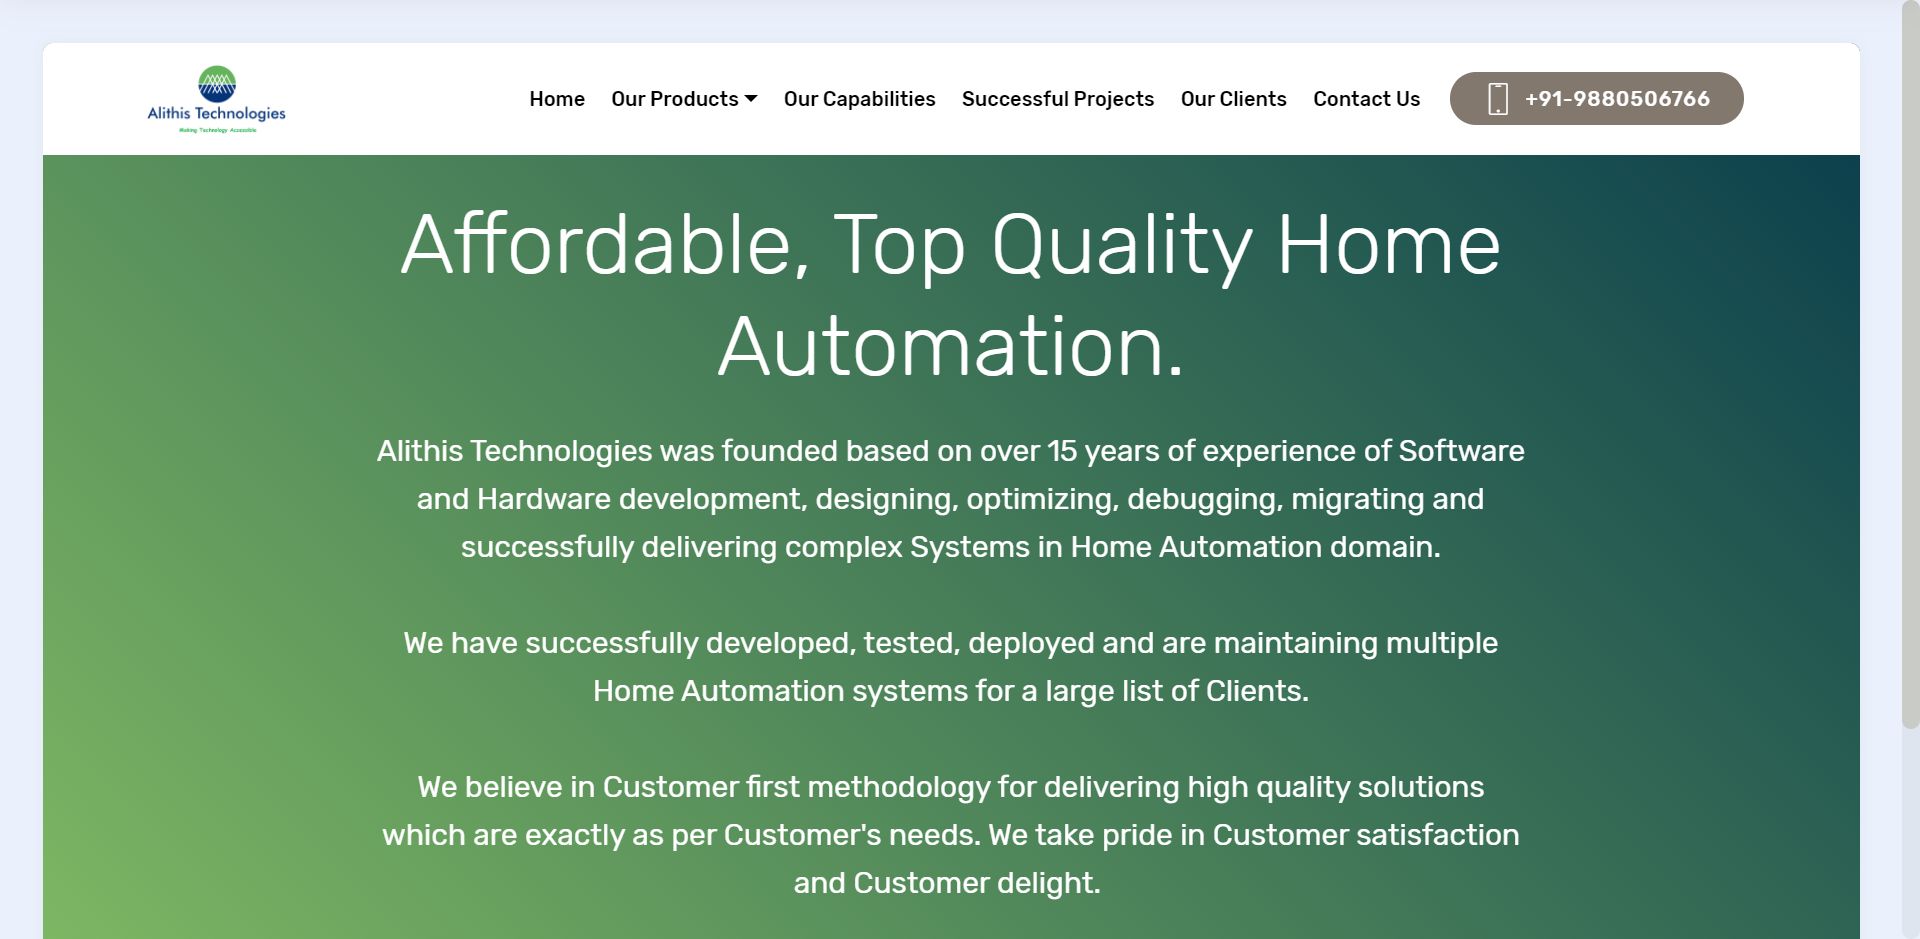 Alithis Technologies
Making Technology Accessible
Home Our Products Our Capabilities Successful Projects Our Clients Contact Us +91-9880506766
Affordable, Top Quality Home
Automation.
Alithis Technologies was founded based on over 15 years of experience of Software
and Hardware development, designing, optimizing, debugging, migrating and
successfully delivering complex Systems in Home Automation domain.
We have successfully developed, tested, deployed and are maintaining multiple
Home Automation systems for a large list of Clients.
We believe in Customer first methodology for delivering high quality solutions
which are exactly as per Customer's needs. We take pride in Customer satisfaction
and Customer delight.